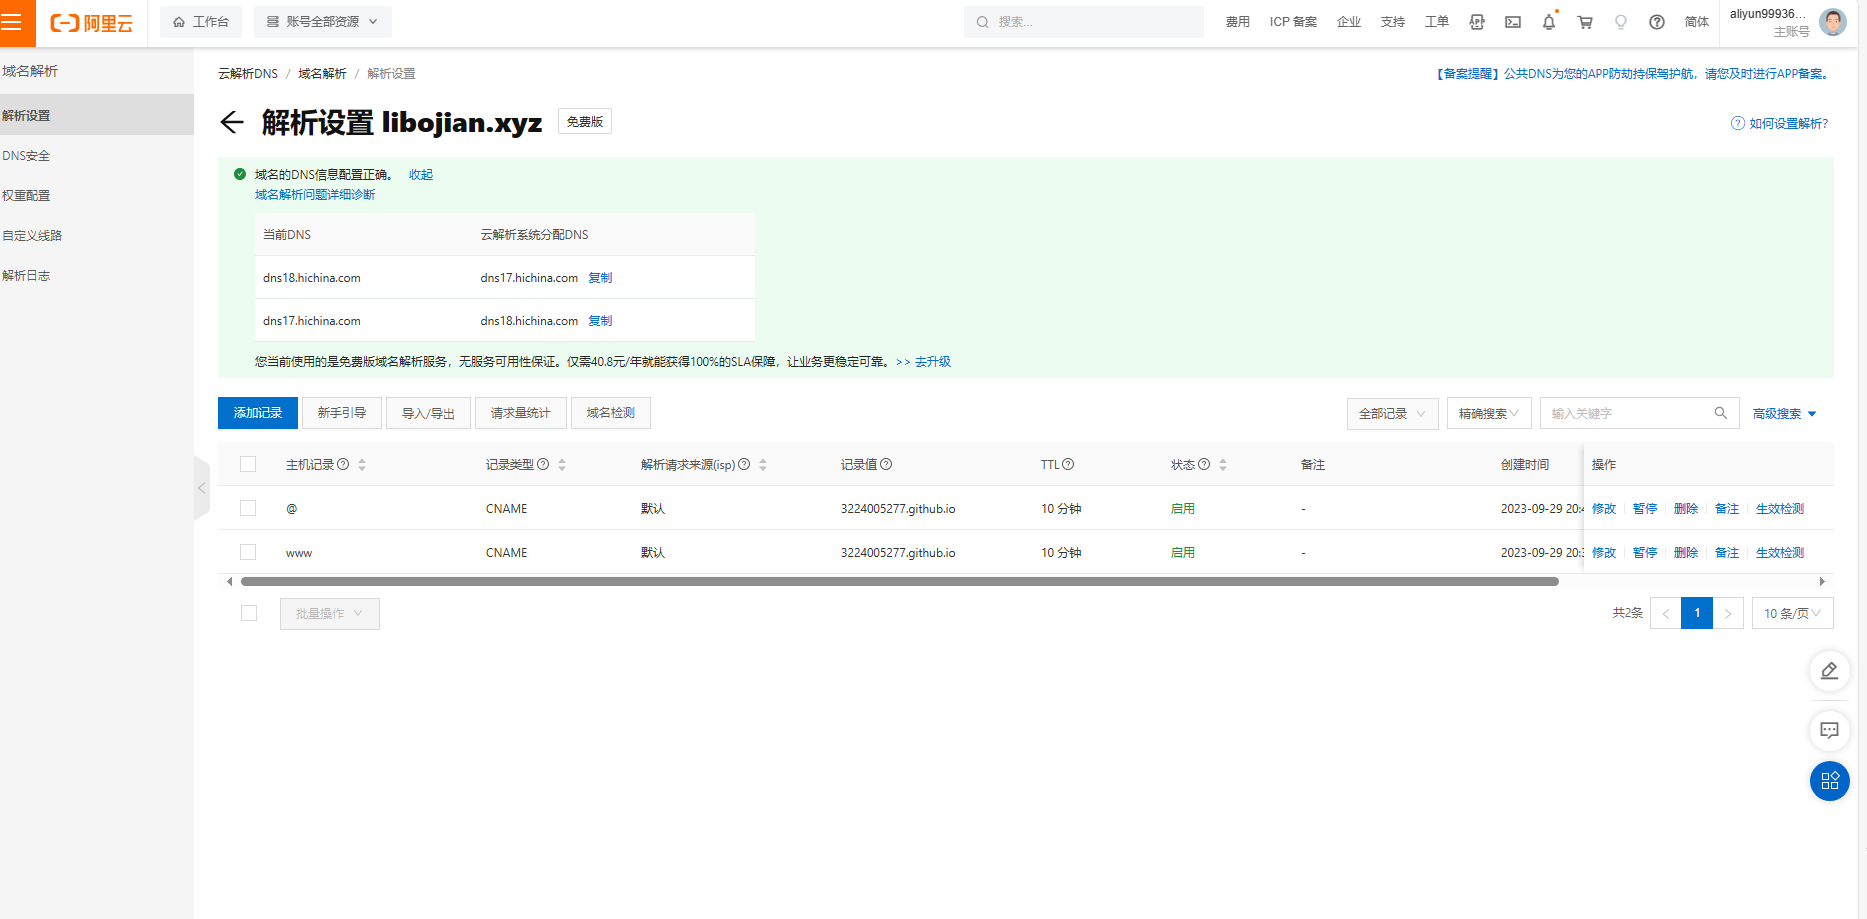 阿里云
工作台
账号全部资源
搜索...
费用
ICP 备案
企业
支持
工单
简体
aliyun99936...
主账号
域名解析
解析设置
DNS安全
权重配置
自定义线路
解析日志
云解析DNS / 域名解析 / 解析设置
【备案提醒】公共DNS为您的APP防劫持保驾护航，请您及时进行APP备案。
解析设置 libojian.xyz 免费版
如何设置解析?
域名的DNS信息配置正确。 收起
域名解析问题详细诊断
当前DNS 云解析系统分配DNS
dns18.hichina.com dns17.hichina.com 复制
dns17.hichina.com dns18.hichina.com 复制
您当前使用的是免费版域名解析服务，无服务可用性保证。仅需40.8元/年就能获得100%的SLA保障，让业务更稳定可靠。>> 去升级
添加记录 新手引导 导入/导出 请求量统计 域名检测 全部记录 精确搜索 输入关键字 高级搜索
主机记录 记录类型 解析请求来源(isp) 记录值 TTL 状态 备注 创建时间 操作
@ CNAME 默认 3224005277.github.io 10 分钟 启用 - 2023-09-29 20: 修改 暂停 删除 备注 生效检测
www CNAME 默认 3224005277.github.io 10 分钟 启用 - 2023-09-29 20: 修改 暂停 删除 备注 生效检测
批量操作 共2条 < 1 > 10 条/页